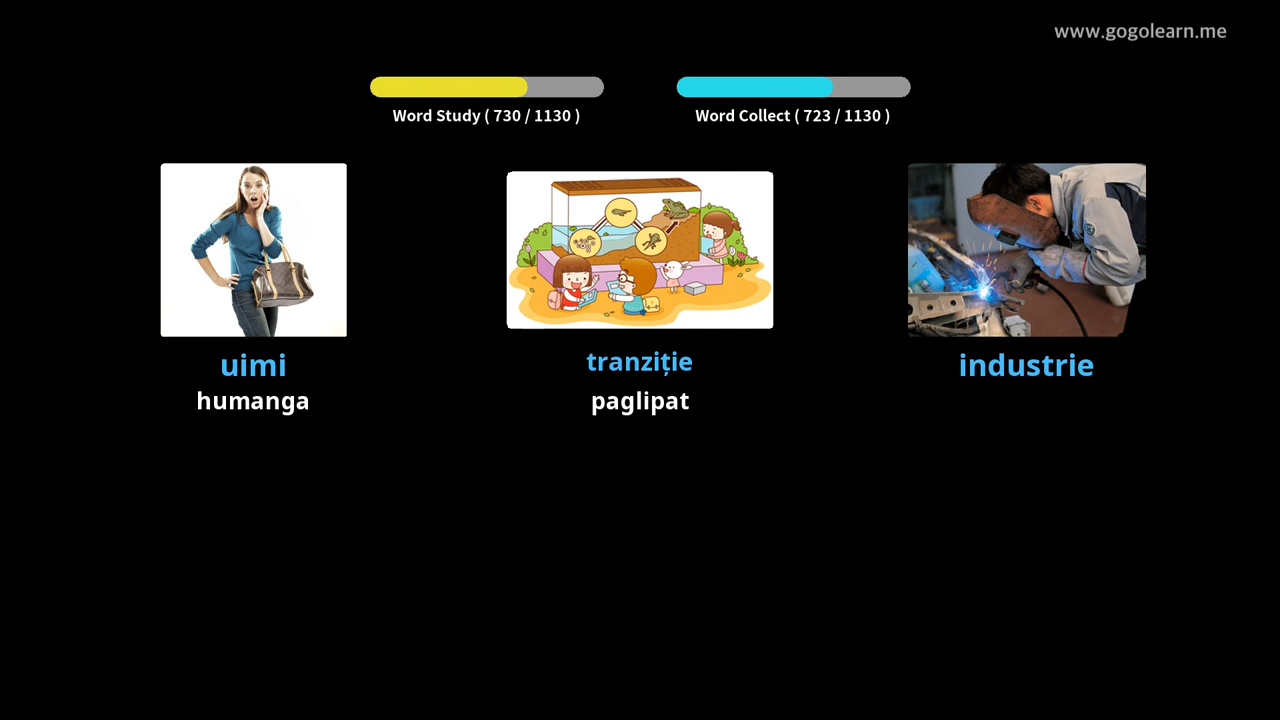 www.gogolearn.me
Word Study ( 730 / 1130 )
Word Collect ( 723 / 1130 )
uimi
humanga
tranziție
paglipat
industrie